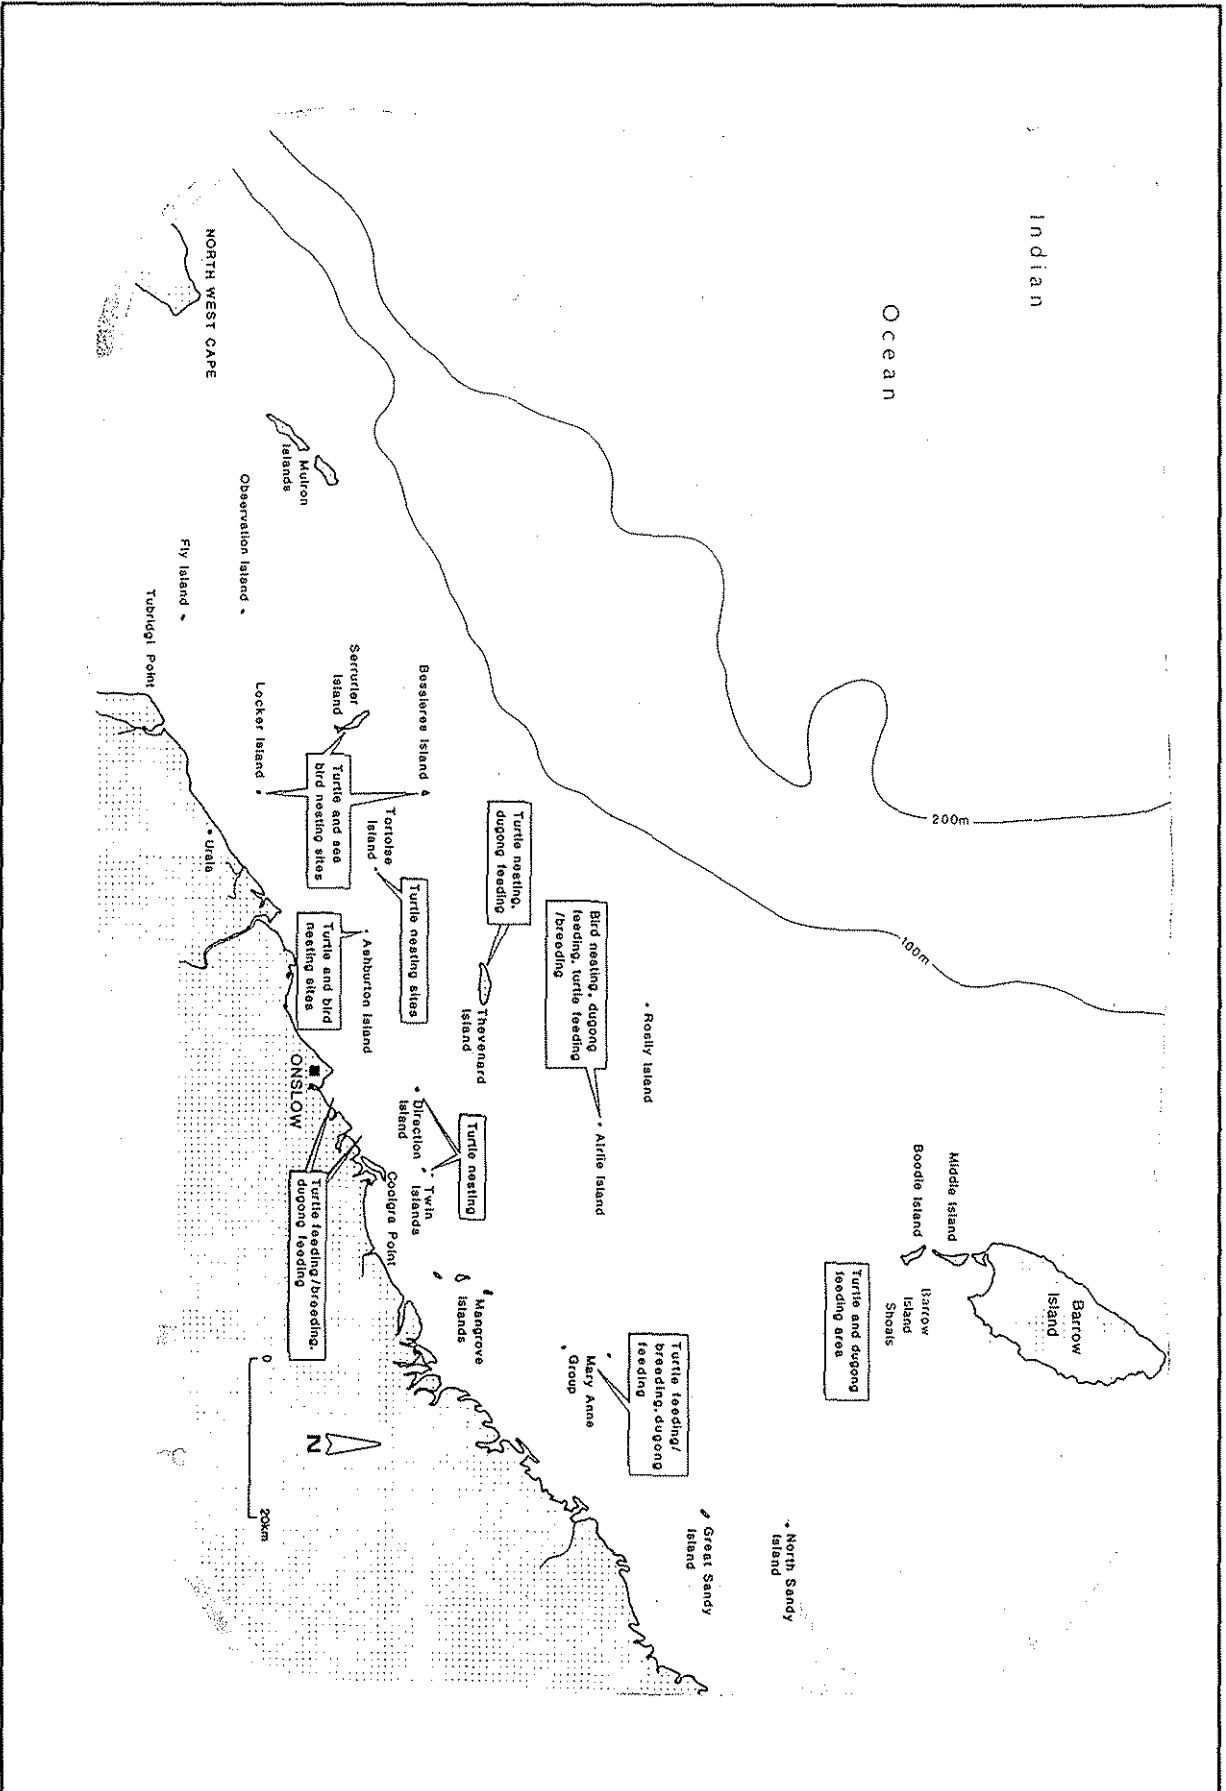 Indian
Ocean
200m
100m
NORTH WEST CAPE
Muiron
Islands
Observation Island
Fly Island
Tubridgi Point
Serrurier
Island
Bessieres Island
Locker Island
Turtle and sea
bird nesting sites
Tortoise
Island
Turtle nesting sites
Urala
Turtle nesting,
dugong feeding
Thevenard
Island
Bird nesting, dugong
feeding, turtle feeding
/breeding
Rosily Island
Airlie Island
Ashburton Island
Turtle and bird
nesting sites
ONSLOW
Direction
Island
Twin
Islands
Turtle nesting
Coolgra Point
Turtle feeding/breeding,
dugong feeding
Mangrove
Islands
Mary Anne
Group
Turtle feeding/
breeding, dugong
feeding
Middle Island
Boodie Island
Barrow
Island
Shoals
Barrow
Island
Turtle and dugong
feeding area
Great Sandy
Island
North Sandy
Island
N
0
20km